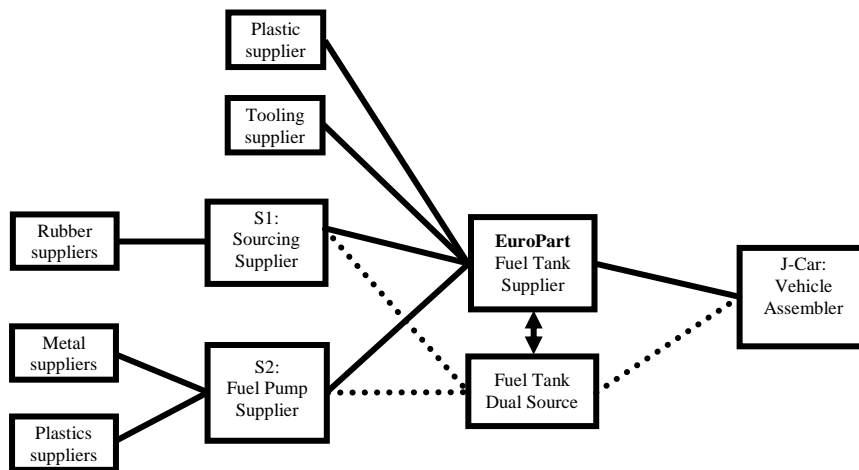 Plastic
supplier
Tooling
supplier
Rubber
suppliers
S1:
Sourcing
Supplier
EuroPart
Fuel Tank
Supplier
J-Car:
Vehicle
Assembler
Metal
suppliers
S2:
Fuel Pump
Supplier
Fuel Tank
Dual Source
Plastics
suppliers